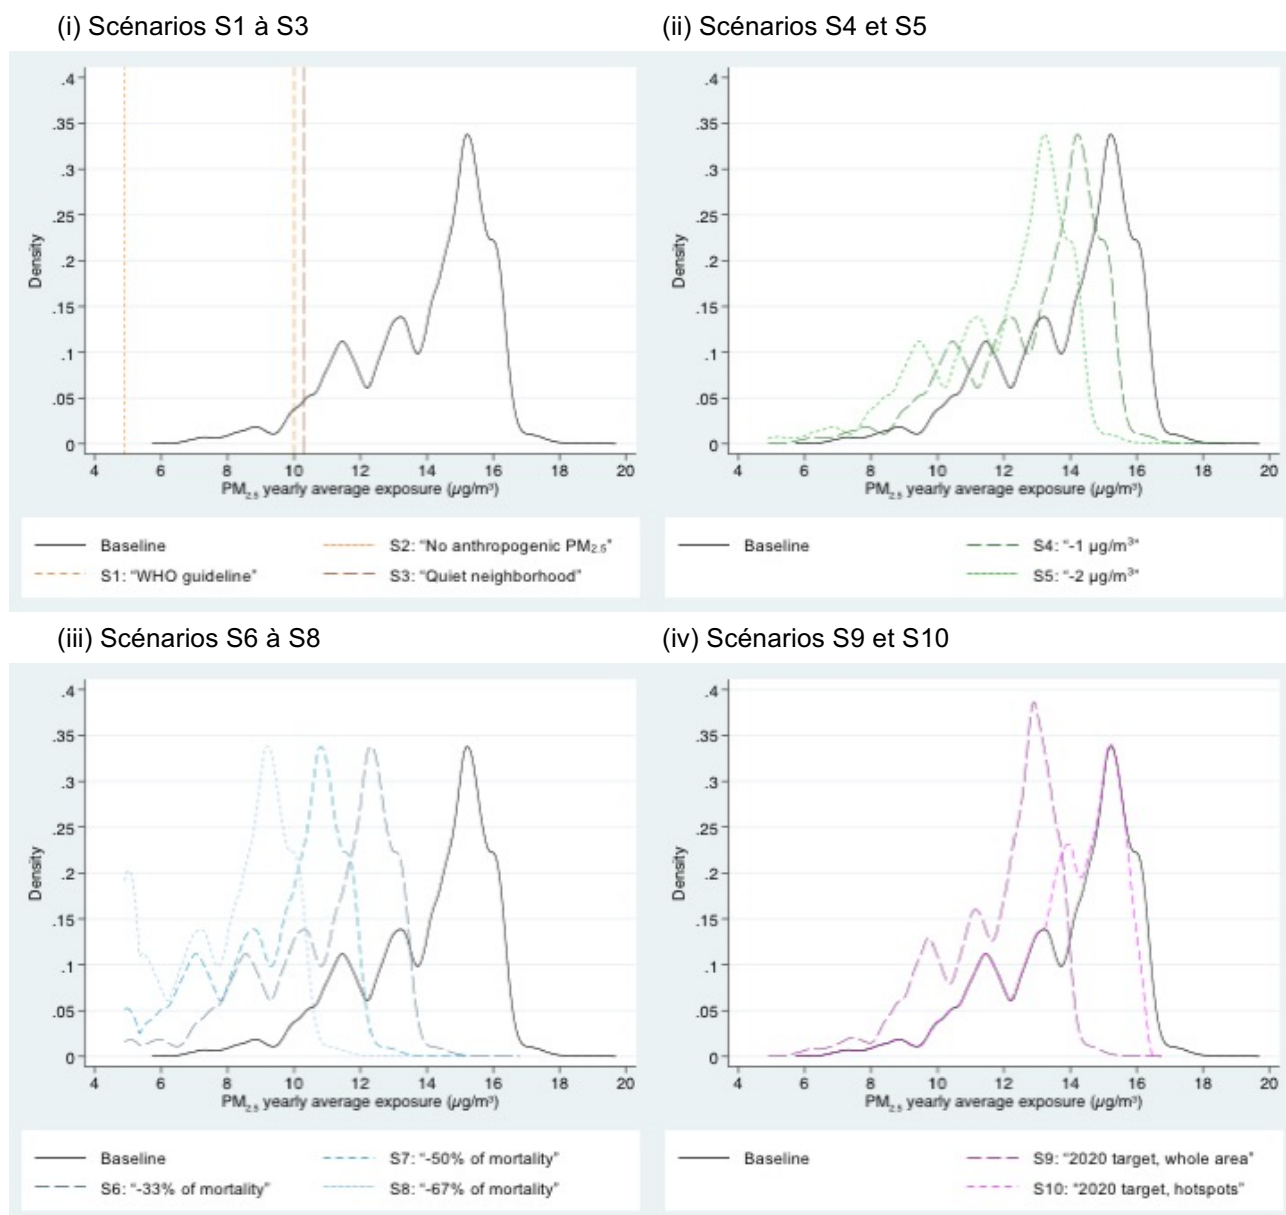 (i) Scénarios S1 à S3
(ii) Scénarios S4 et S5
.4
.35
.3
.25
.2
.15
.1
.05
0
Density
4 6 8 10 12 14 16 18 20
PM2.5 yearly average exposure (µg/m³)
Baseline
S2: “No anthropogenic PM2.5”
S1: “WHO guideline”
S3: “Quiet neighborhood”
.4
.35
.3
.25
.2
.15
.1
.05
0
Density
4 6 8 10 12 14 16 18 20
PM2.5 yearly average exposure (µg/m³)
Baseline
S4: “-1 µg/m³”
S5: “-2 µg/m³”
(iii) Scénarios S6 à S8
(iv) Scénarios S9 et S10
.4
.35
.3
.25
.2
.15
.1
.05
0
Density
4 6 8 10 12 14 16 18 20
PM2.5 yearly average exposure (µg/m³)
Baseline
S7: “-50% of mortality”
S6: “-33% of mortality”
S8: “-67% of mortality”
.4
.35
.3
.25
.2
.15
.1
.05
0
Density
4 6 8 10 12 14 16 18 20
PM2.5 yearly average exposure (µg/m³)
Baseline
S9: “2020 target, whole area”
S10: “2020 target, hotspots”